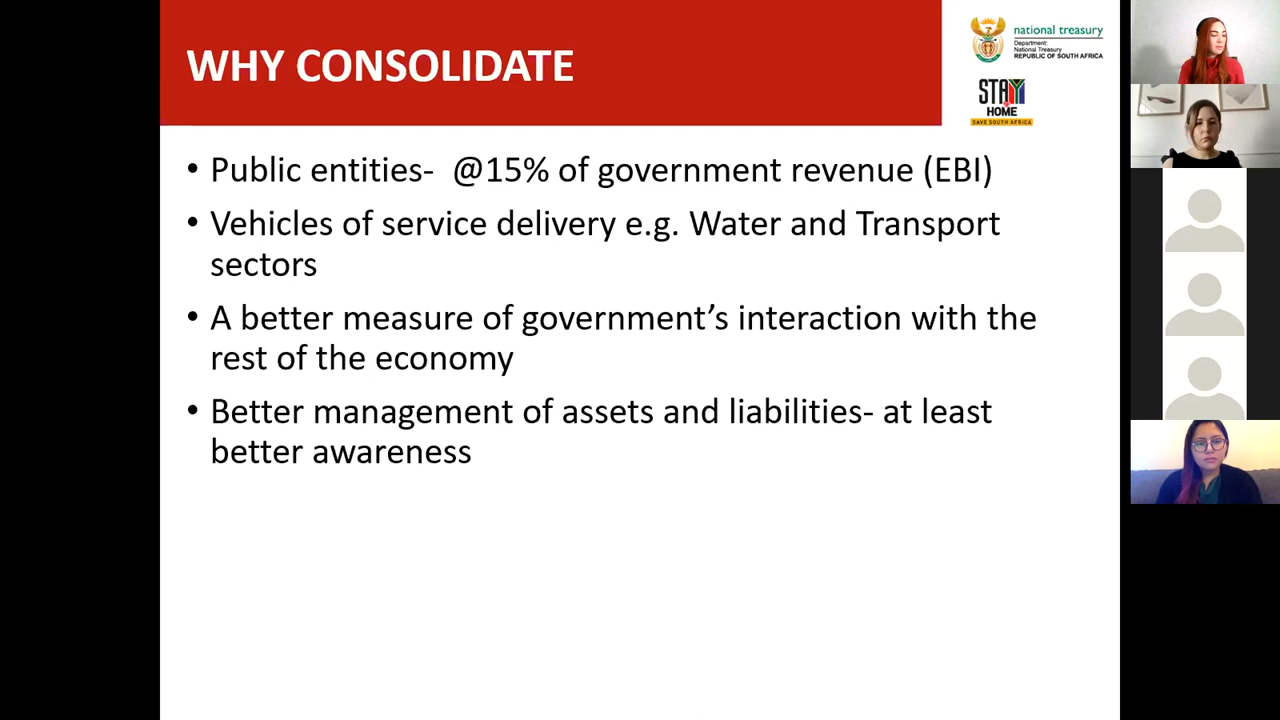 WHY CONSOLIDATE
national treasury
Department:
National Treasury
REPUBLIC OF SOUTH AFRICA
STAY
HOME
SAVE SOUTH AFRICA
• Public entities- @15% of government revenue (EBI)
• Vehicles of service delivery e.g. Water and Transport
sectors
• A better measure of government’s interaction with the
rest of the economy
• Better management of assets and liabilities- at least
better awareness